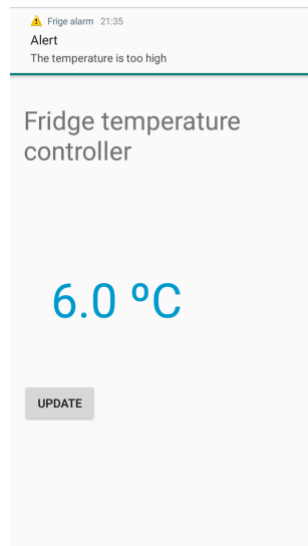 Frige alarm 21:35
Alert
The temperature is too high
Fridge temperature
controller
6.0 ºC
UPDATE